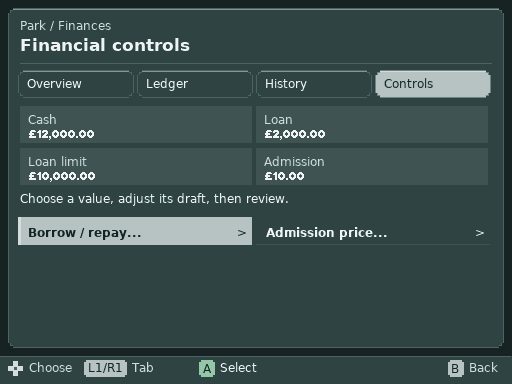 Park / Finances
Financial controls
Overview
Ledger
History
Controls
Cash
£12,000.00
Loan
£2,000.00
Loan limit
£10,000.00
Admission
£10.00
Choose a value, adjust its draft, then review.
Borrow / repay... >
Admission price... >
Choose
L1/R1 Tab
A Select
B Back